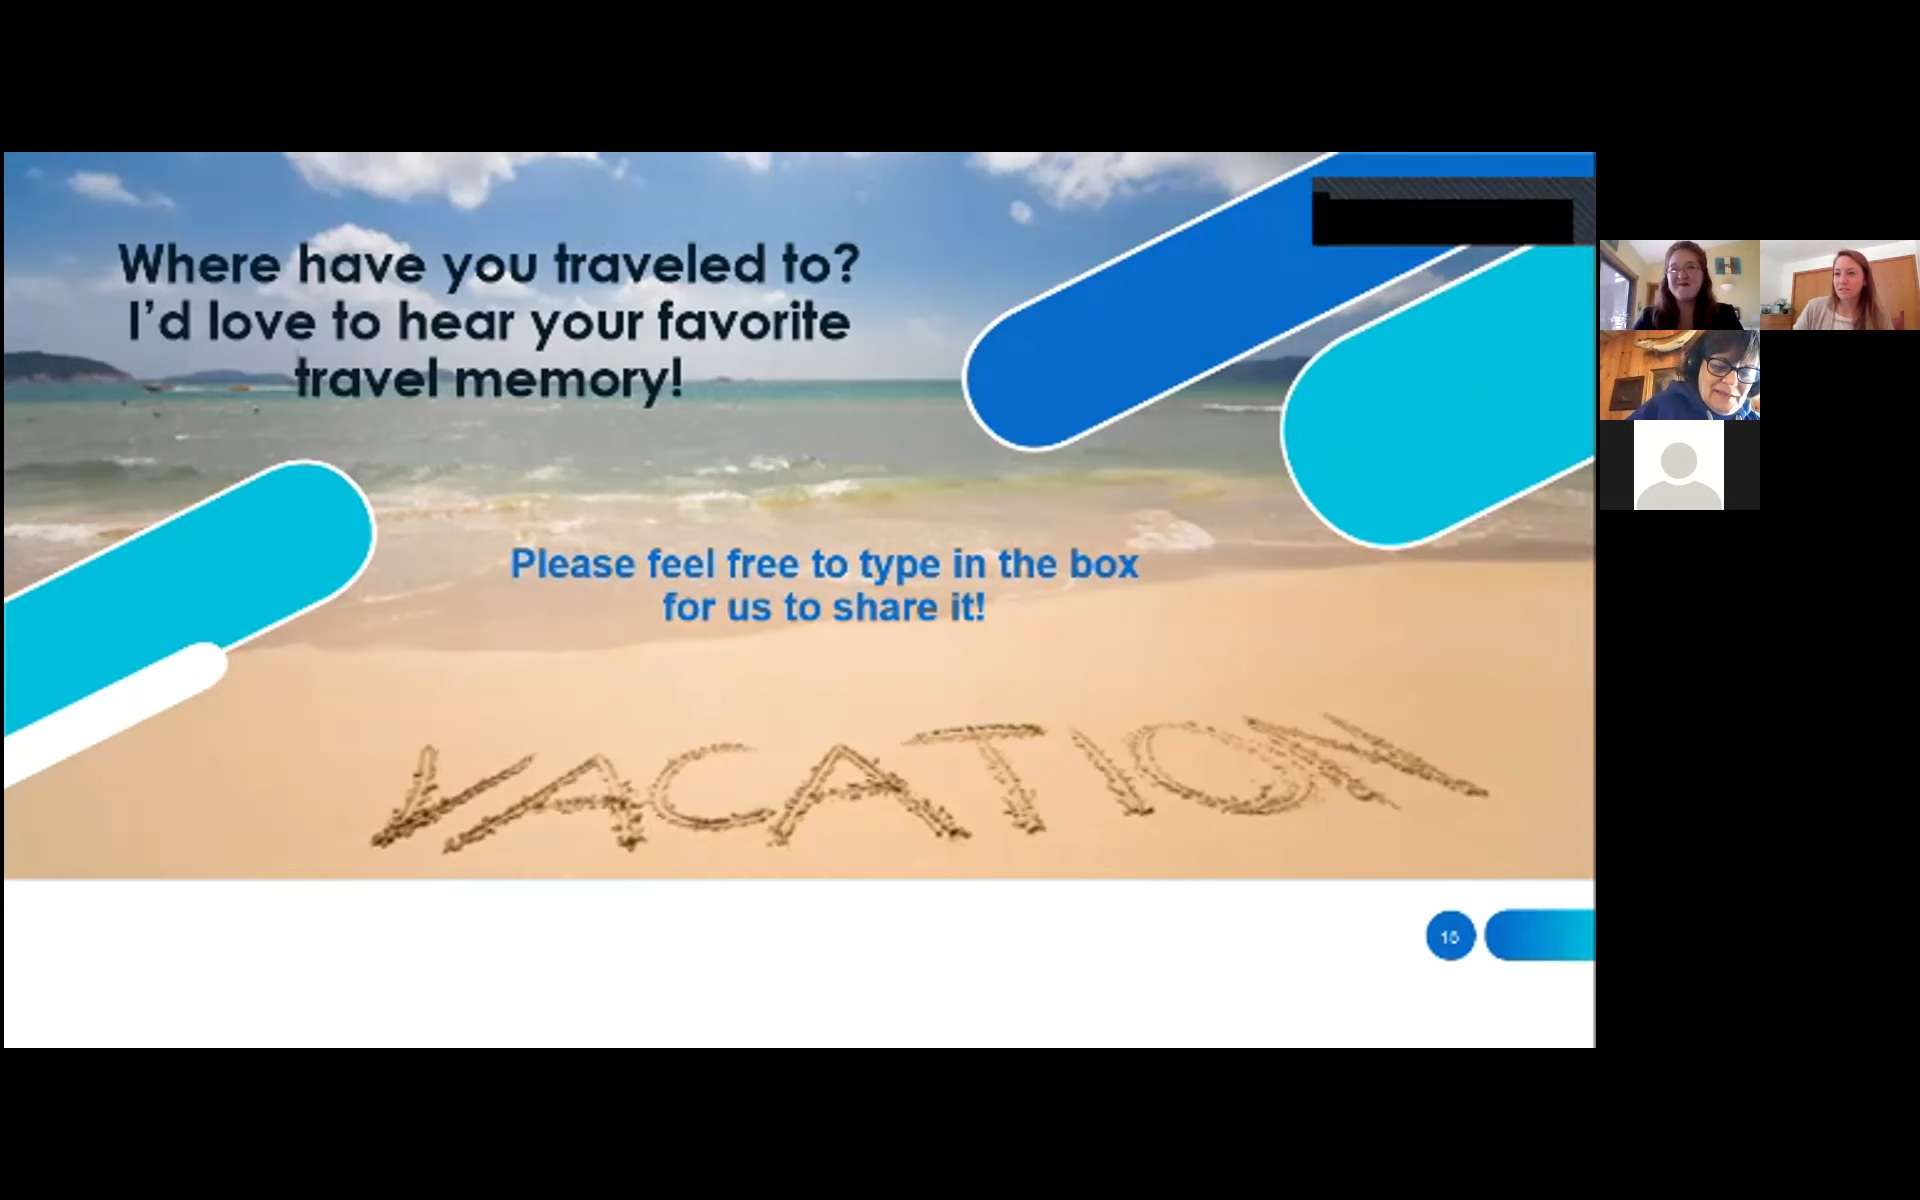 Where have you traveled to?
I'd love to hear your favorite
travel memory!
Please feel free to type in the box
for us to share it!
VACATION
15